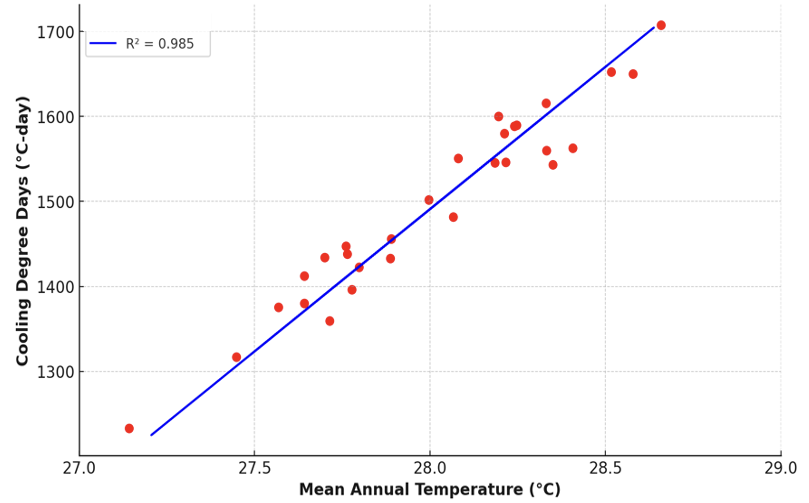 1700
1600
1500
1400
1300
R² = 0.985
Cooling Degree Days (°C-day)
27.0 27.5 28.0 28.5 29.0
Mean Annual Temperature (°C)